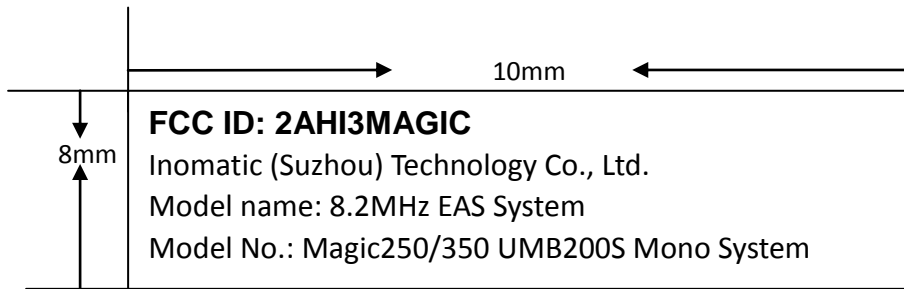 10mm
8mm
FCC ID: 2AHI3MAGIC
Inomatic (Suzhou) Technology Co., Ltd.
Model name: 8.2MHz EAS System
Model No.: Magic250/350 UMB200S Mono System